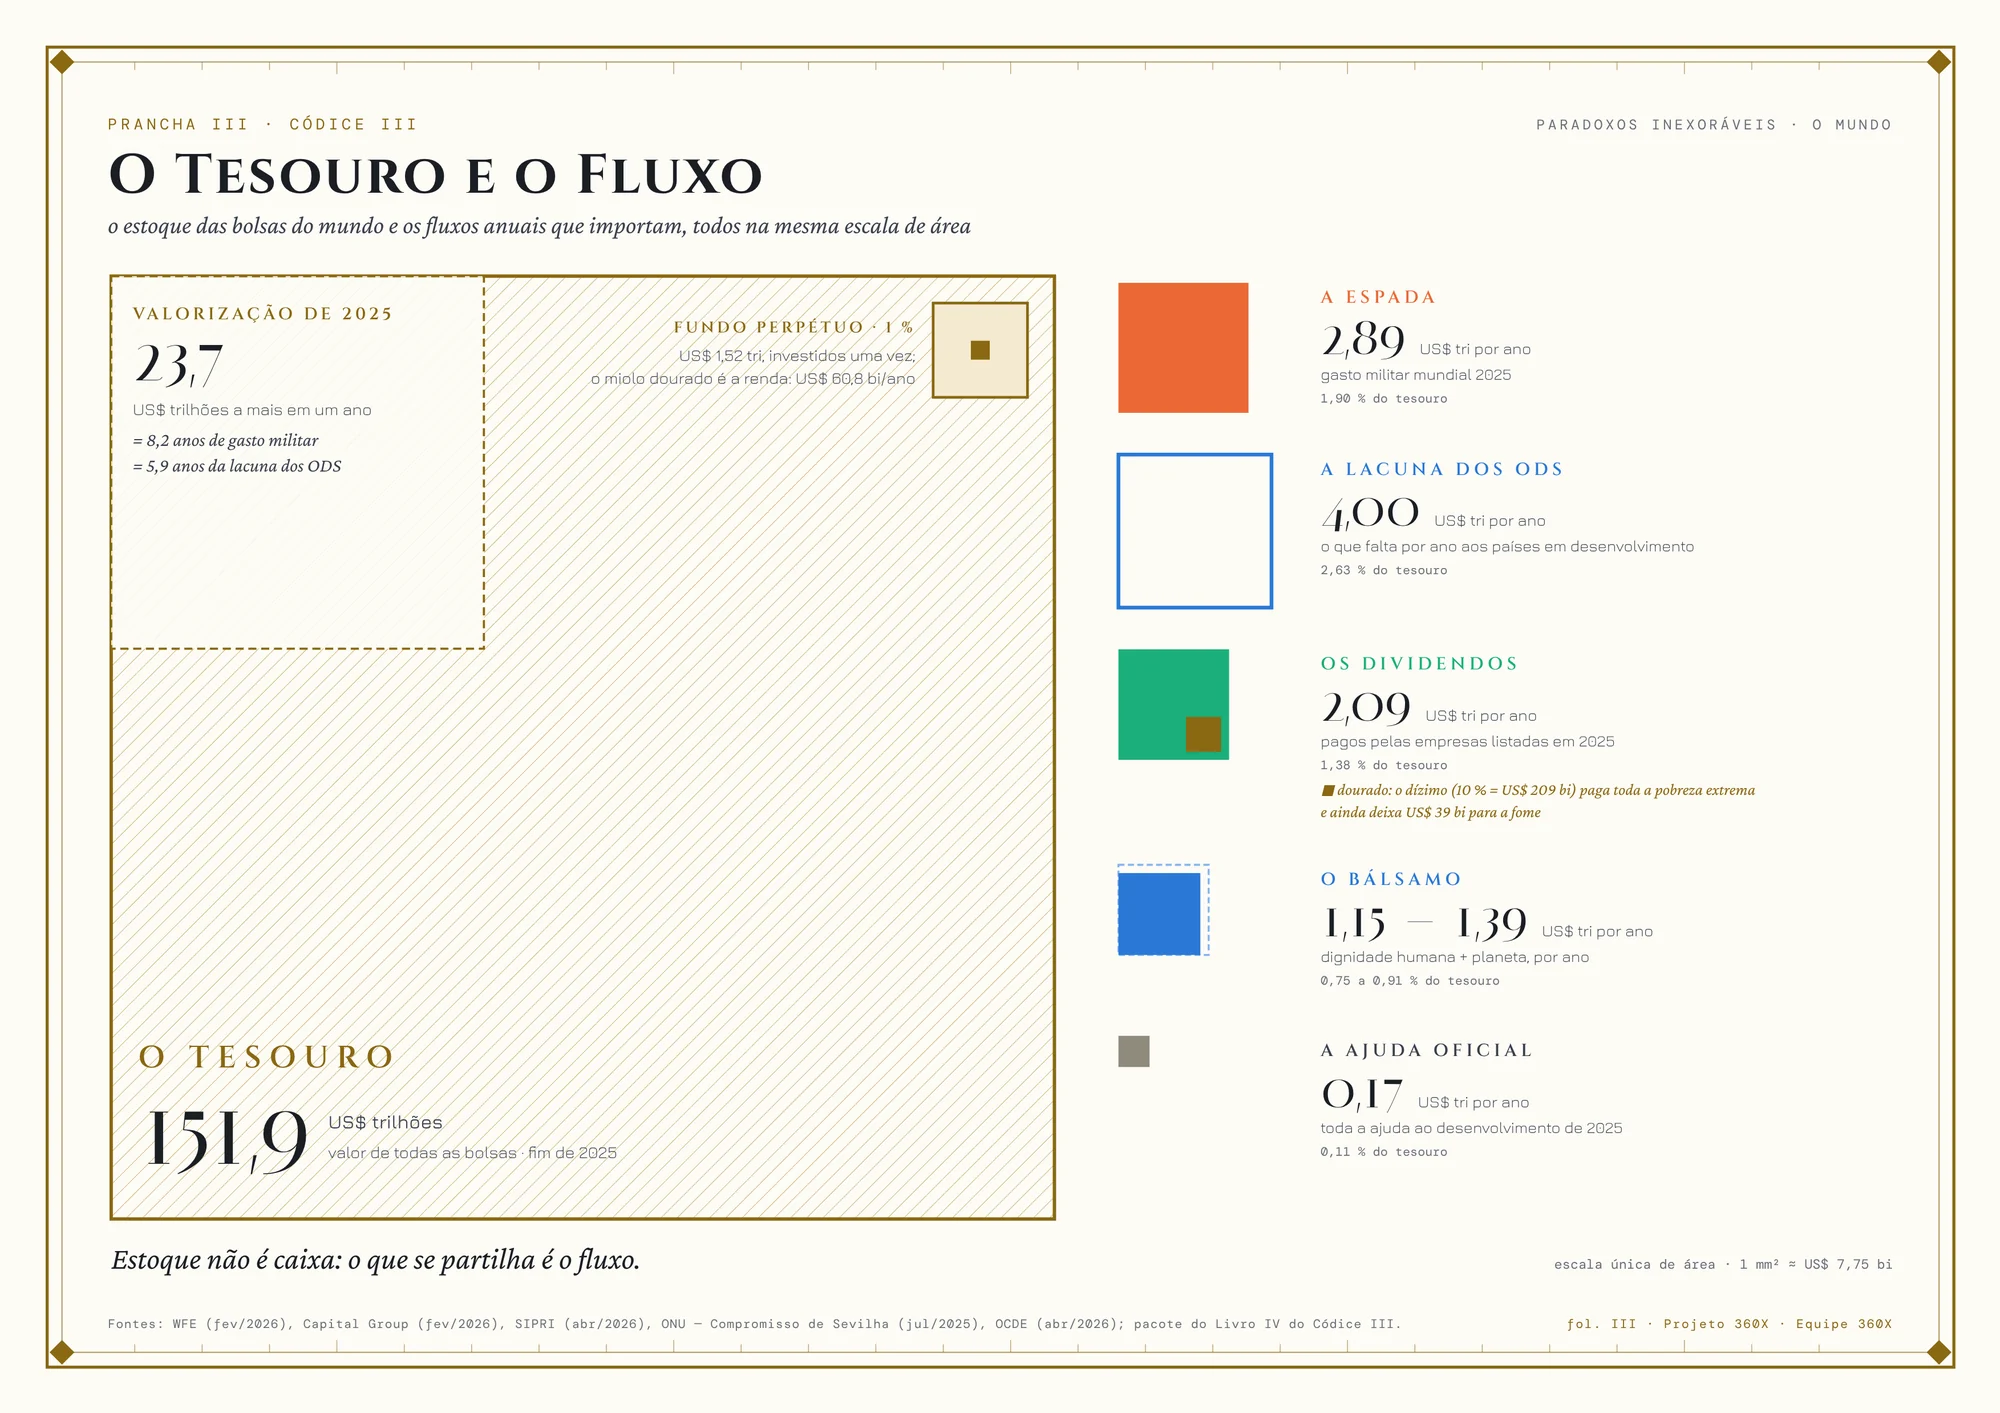 PRANCHA III · CÓDICE III
PARADOXOS INEXORÁVEIS · O MUNDO
O TESOURO E O FLUXO
o estoque das bolsas do mundo e os fluxos anuais que importam, todos na mesma escala de área
VALORIZAÇÃO DE 2025
23,7
US$ trilhões a mais em um ano
= 8,2 anos de gasto militar
= 5,9 anos da lacuna dos ODS
FUNDO PERPÉTUO · 1 %
US$ 1,52 tri, investidos uma vez;
o miolo dourado é a renda: US$ 60,8 bi/ano
O TESOURO
151,9 US$ trilhões
valor de todas as bolsas · fim de 2025
A ESPADA
2,89 US$ tri por ano
gasto militar mundial 2025
1,90 % do tesouro
A LACUNA DOS ODS
4,00 US$ tri por ano
o que falta por ano aos países em desenvolvimento
2,63 % do tesouro
OS DIVIDENDOS
2,09 US$ tri por ano
pagos pelas empresas listadas em 2025
1,38 % do tesouro
dourado: o dízimo (10 % = US$ 209 bi) paga toda a pobreza extrema
e ainda deixa US$ 39 bi para a fome
O BÁLSAMO
1,15 — 1,39 US$ tri por ano
dignidade humana + planeta, por ano
0,75 a 0,91 % do tesouro
A AJUDA OFICIAL
0,17 US$ tri por ano
toda a ajuda ao desenvolvimento de 2025
0,11 % do tesouro
Estoque não é caixa: o que se partilha é o fluxo.
escala única de área · 1 mm² ≈ US$ 7,75 bi
Fontes: WFE (fev/2026), Capital Group (fev/2026), SIPRI (abr/2026), ONU — Compromisso de Sevilha (jul/2025), OCDE (abr/2026); pacote do Livro IV do Códice III.
fol. III · Projeto 360X · Equipe 360X